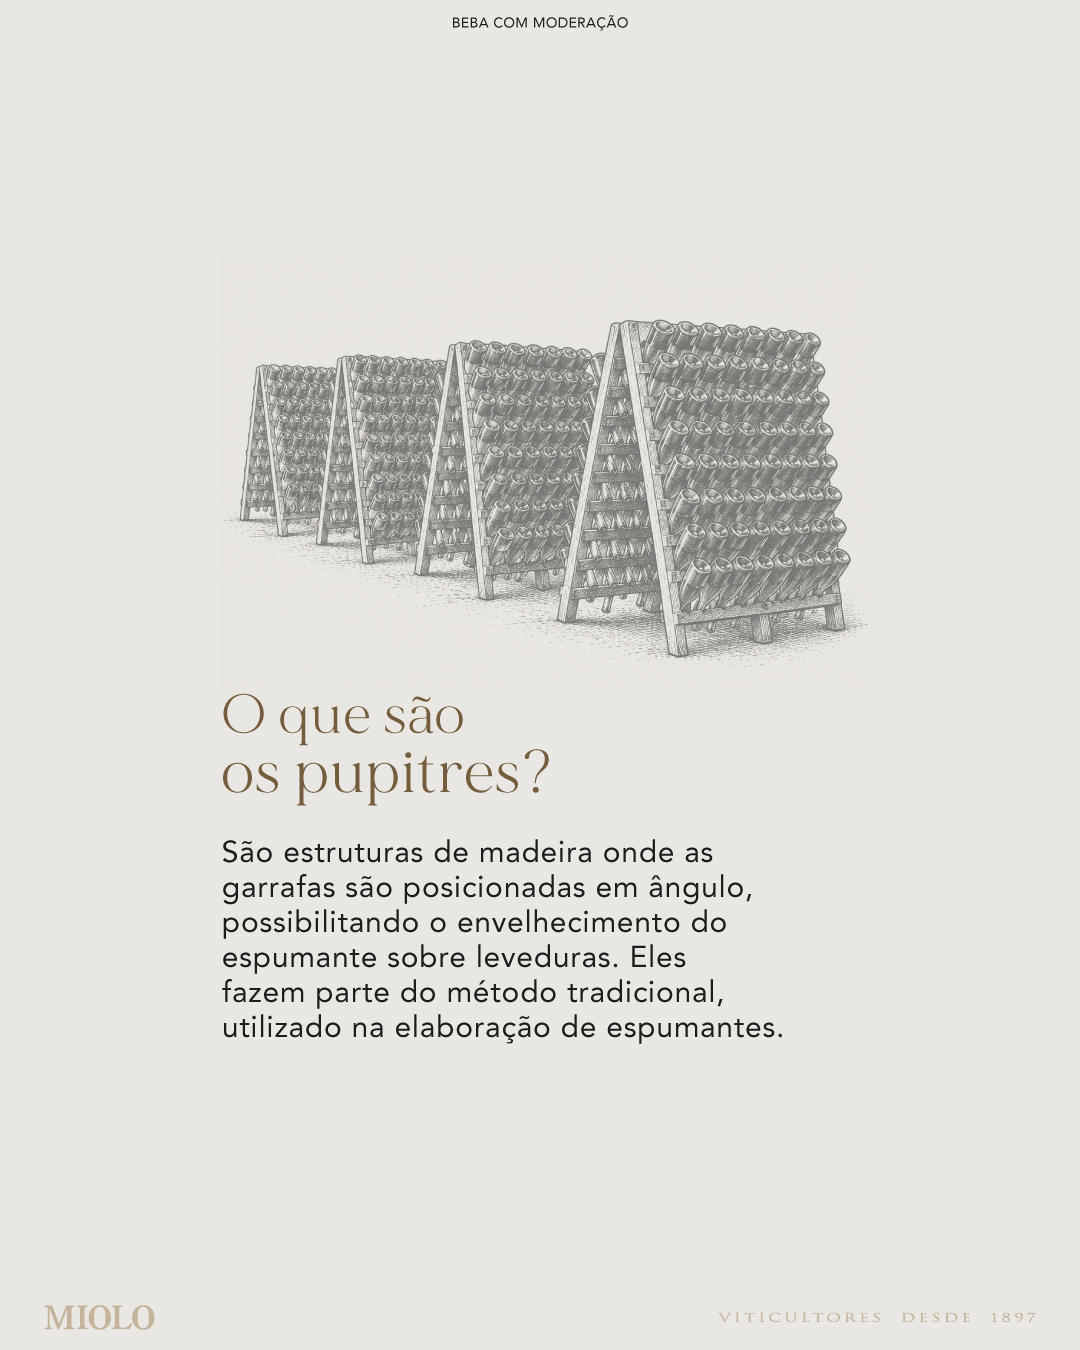 BEBA COM MODERAÇÃO
O que são
os pupitres?
São estruturas de madeira onde as
garrafas são posicionadas em ângulo,
possibilitando o envelhecimento do
espumante sobre leveduras. Eles
fazem parte do método tradicional,
utilizado na elaboração de espumantes.
MIOLO
VITICULTORES DESDE 1897